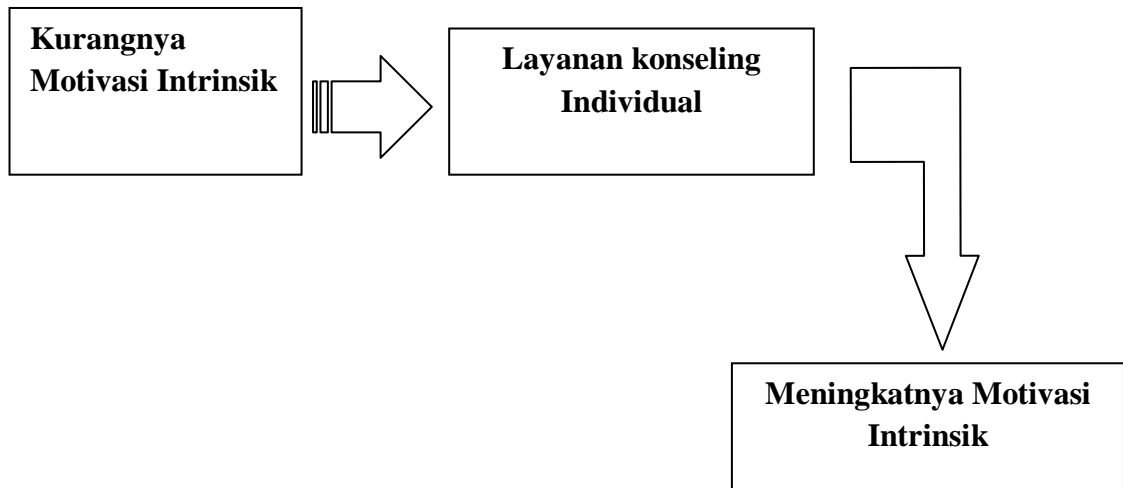 Kurangnya
Motivasi Intrinsik
Layanan konseling
Individual
Meningkatnya Motivasi
Intrinsik